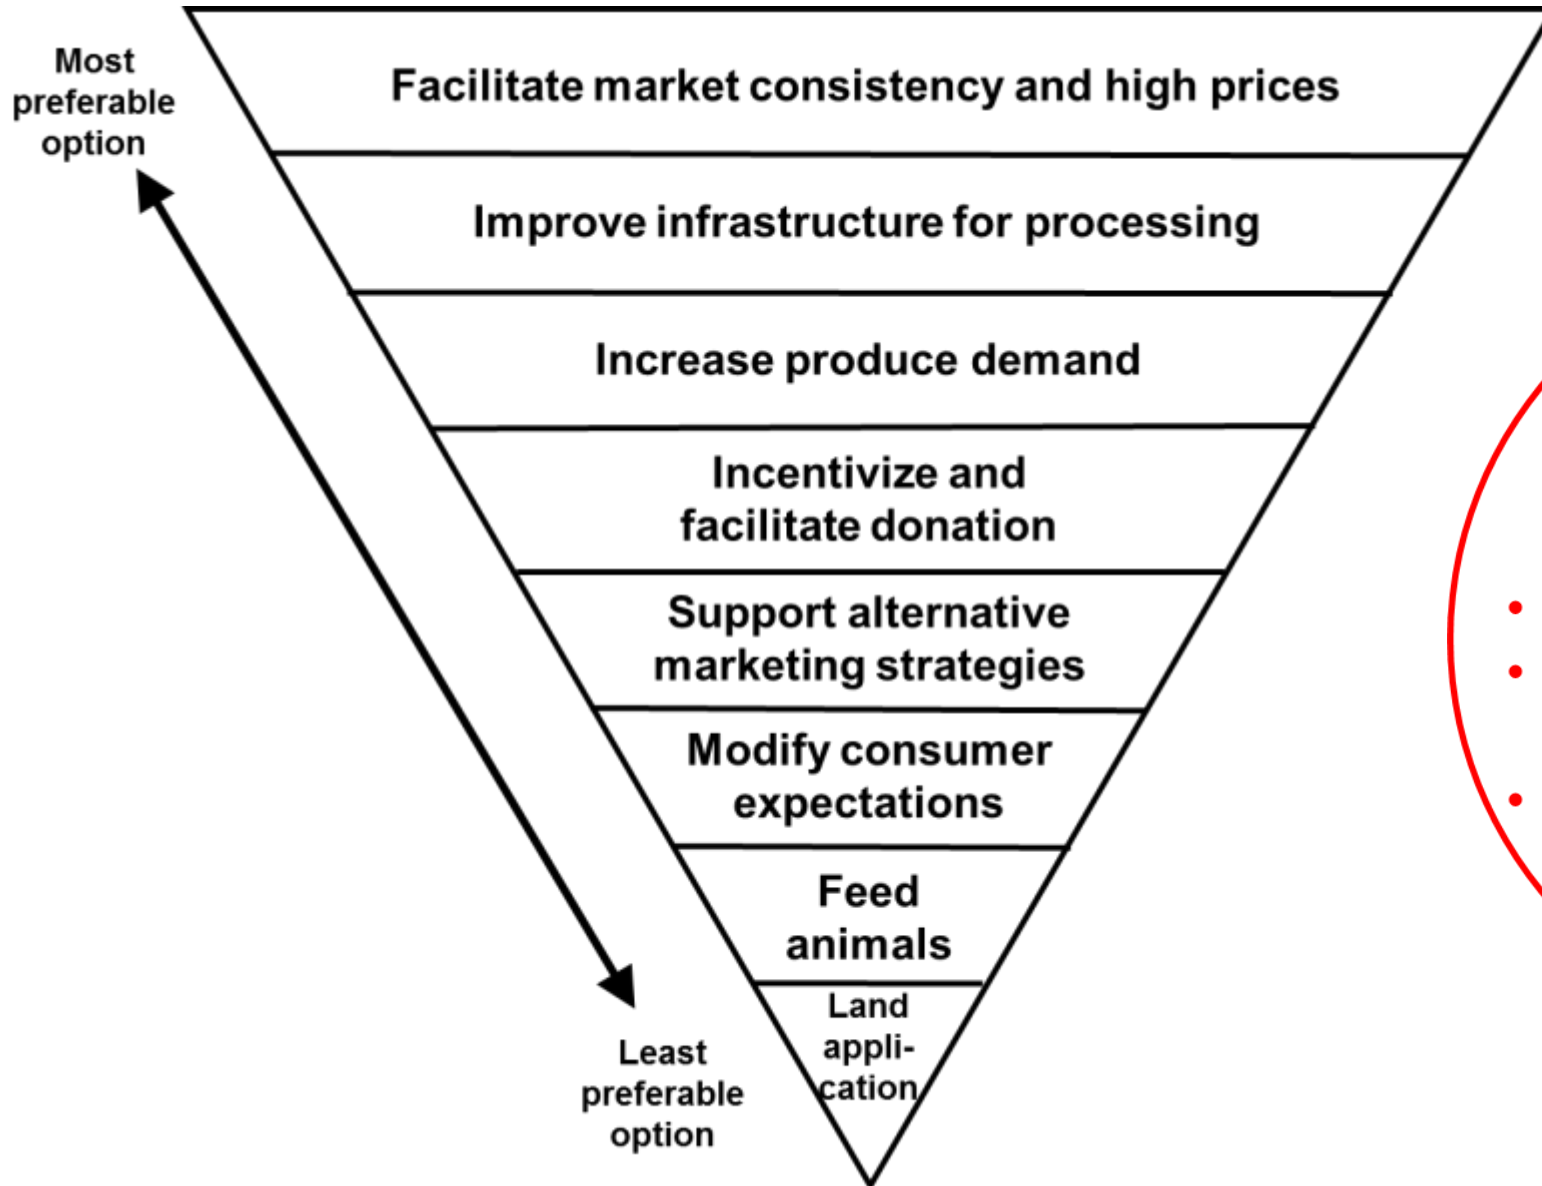 Most
preferable
option
Facilitate market consistency and high prices
Improve infrastructure for processing
Increase produce demand
Incentivize and
facilitate donation
Support alternative
marketing strategies
Modify consumer
expectations
Feed
animals
Land
appli-
cation
Least
preferable
option